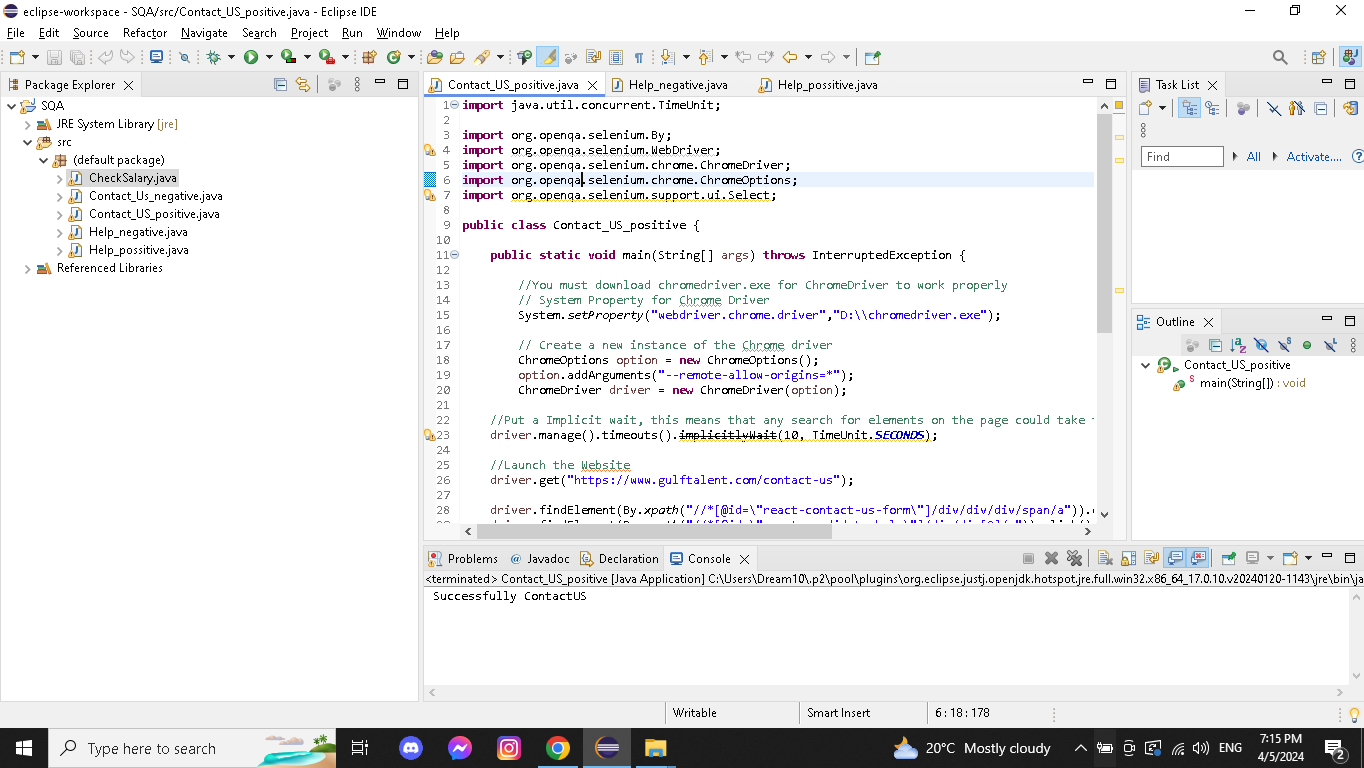 eclipse-workspace - SQA/src/Contact_US_positive.java - Eclipse IDE
File Edit Source Refactor Navigate Search Project Run Window Help
Package Explorer
SQA
JRE System Library [jre]
src
(default package)
CheckSalary.java
Contact_Us_negative.java
Contact_US_positive.java
Help_negative.java
Help_possitive.java
Referenced Libraries
Contact_US_positive.java Help_negative.java Help_possitive.java
1 import java.util.concurrent.TimeUnit;
2
3 import org.openqa.selenium.By;
4 import org.openqa.selenium.WebDriver;
5 import org.openqa.selenium.chrome.ChromeDriver;
6 import org.openqa.selenium.chrome.ChromeOptions;
7 import org.openqa.selenium.support.ui.Select;
8
9 public class Contact_US_positive {
10
11 public static void main(String[] args) throws InterruptedException {
12
13 //You must download chromedriver.exe for ChromeDriver to work properly
14 // System Property for Chrome Driver
15 System.setProperty("webdriver.chrome.driver","D:\\chromedriver.exe");
16
17 // Create a new instance of the Chrome driver
18 ChromeOptions option = new ChromeOptions();
19 option.addArguments("--remote-allow-origins=*");
20 ChromeDriver driver = new ChromeDriver(option);
21
22 //Put a Implicit wait, this means that any search for elements on the page could take
23 driver.manage().timeouts().implicitlyWait(10, TimeUnit.SECONDS);
24
25 //Launch the Website
26 driver.get("https://www.gulftalent.com/contact-us");
27
28 driver.findElement(By.xpath("//*[@id=\"react-contact-us-form\"]/div/div/div/span/a")).
Task List
Find All Activate...
Outline
Contact_US_positive
main(String[]) : void
Problems Javadoc Declaration Console
<terminated> Contact_US_positive [Java Application] C:\Users\Dream10\.p2\pool\plugins\org.eclipse.justj.openjdk.hotspot.jre.full.win32.x86_64_17.0.10.v20240120-1143\jre\bin\ja
Successfully ContactUS
Writable Smart Insert 6 : 18 : 178
Type here to search
20°C Mostly cloudy
ENG
7:15 PM
4/5/2024
2